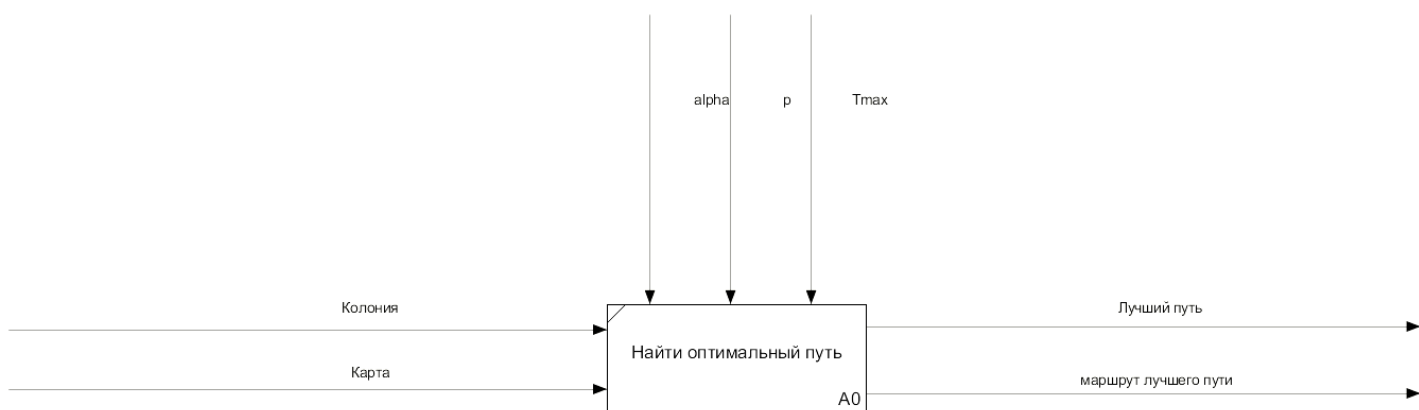 alpha
p
Tmax
Колония
Лучший путь
Найти оптимальный путь
Карта
маршрут лучшего пути
A0